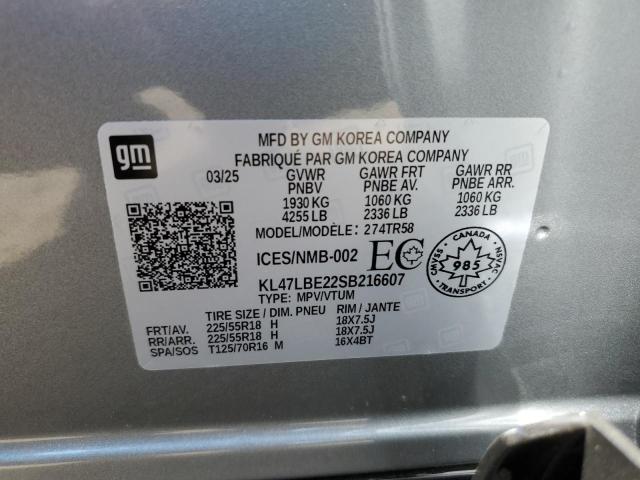 gm
MFD BY GM KOREA COMPANY
FABRIQUÉ PAR GM KOREA COMPANY
03/25 GVWR GAWR FRT GAWR RR
PNBV PNBE AV. PNBE ARR.
1930 KG 1060 KG 1060 KG
4255 LB 2336 LB 2336 LB
MODEL/MODÈLE: 274TR58
ICES/NMB-002 EC
CANADA
CMVSS 985 NSVAC
KL47LBE22SB216607
TYPE: MPV/VTUM
TIRE SIZE / DIM. PNEU RIM / JANTE
FRT/AV. 225/55R18 H 18X7.5J
RR/ARR. 225/55R18 H 18X7.5J
SPA/SOS T125/70R16 M 16X4BT